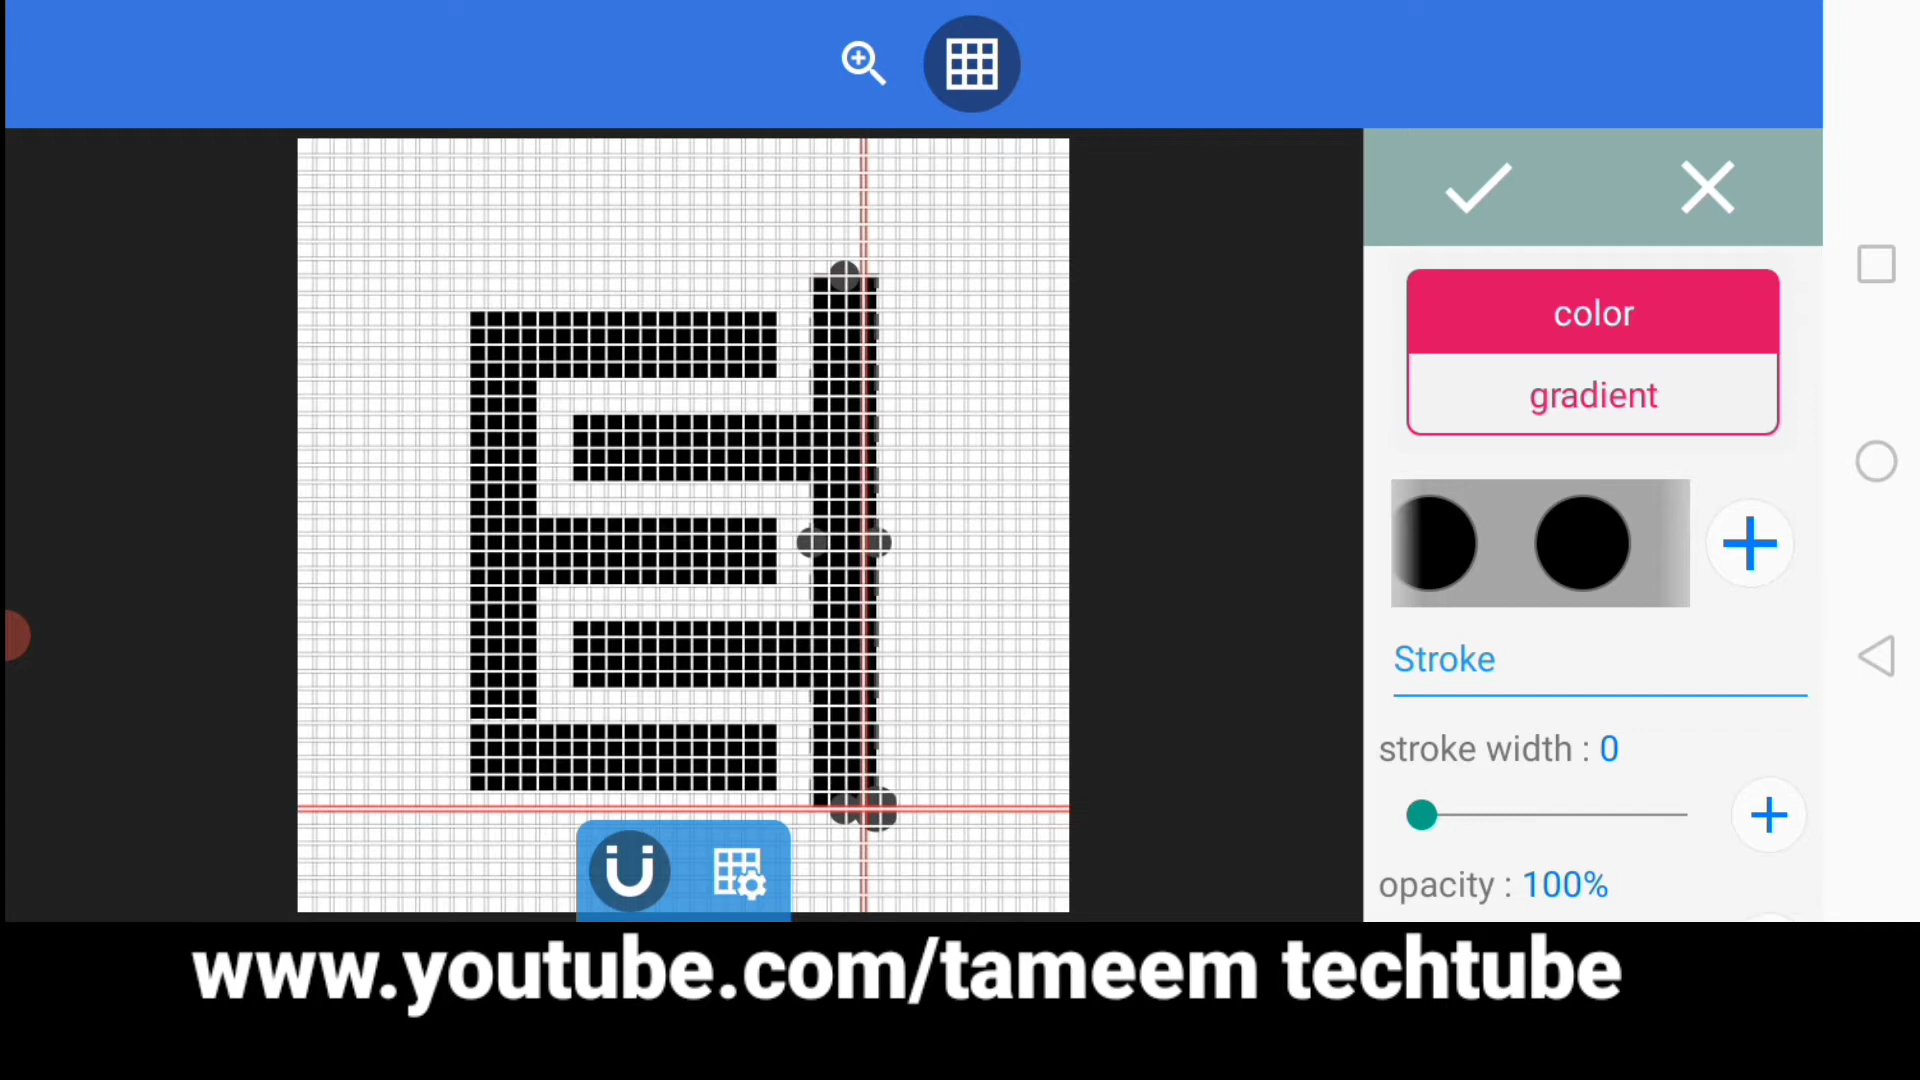 color
gradient
Stroke
stroke width : 0
opacity : 100%
www.youtube.com/tameem techtube